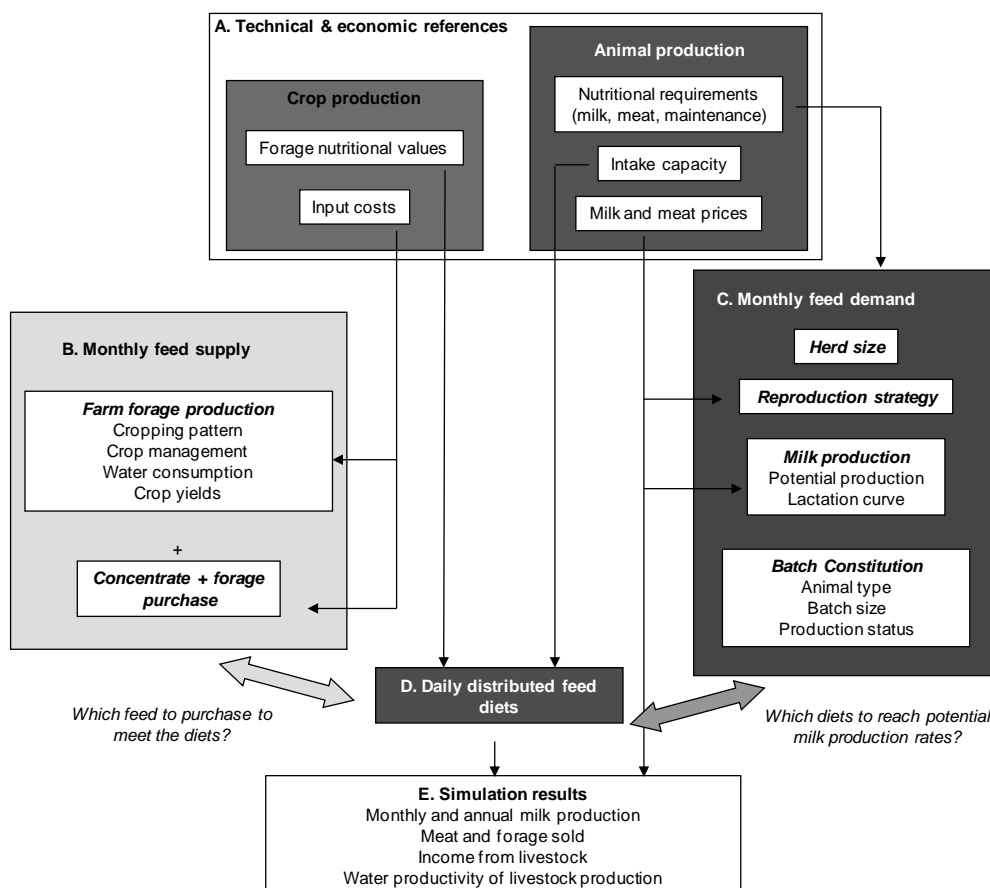 A. Technical & economic references
Crop production
Forage nutritional values
Input costs
Animal production
Nutritional requirements
(milk, meat, maintenance)
Intake capacity
Milk and meat prices
B. Monthly feed supply
Farm forage production
Cropping pattern
Crop management
Water consumption
Crop yields
+
Concentrate + forage
purchase
C. Monthly feed demand
Herd size
Reproduction strategy
Milk production
Potential production
Lactation curve
Batch Constitution
Animal type
Batch size
Production status
D. Daily distributed feed
diets
Which feed to purchase to
meet the diets?
Which diets to reach potential
milk production rates?
E. Simulation results
Monthly and annual milk production
Meat and forage sold
Income from livestock
Water productivity of livestock production